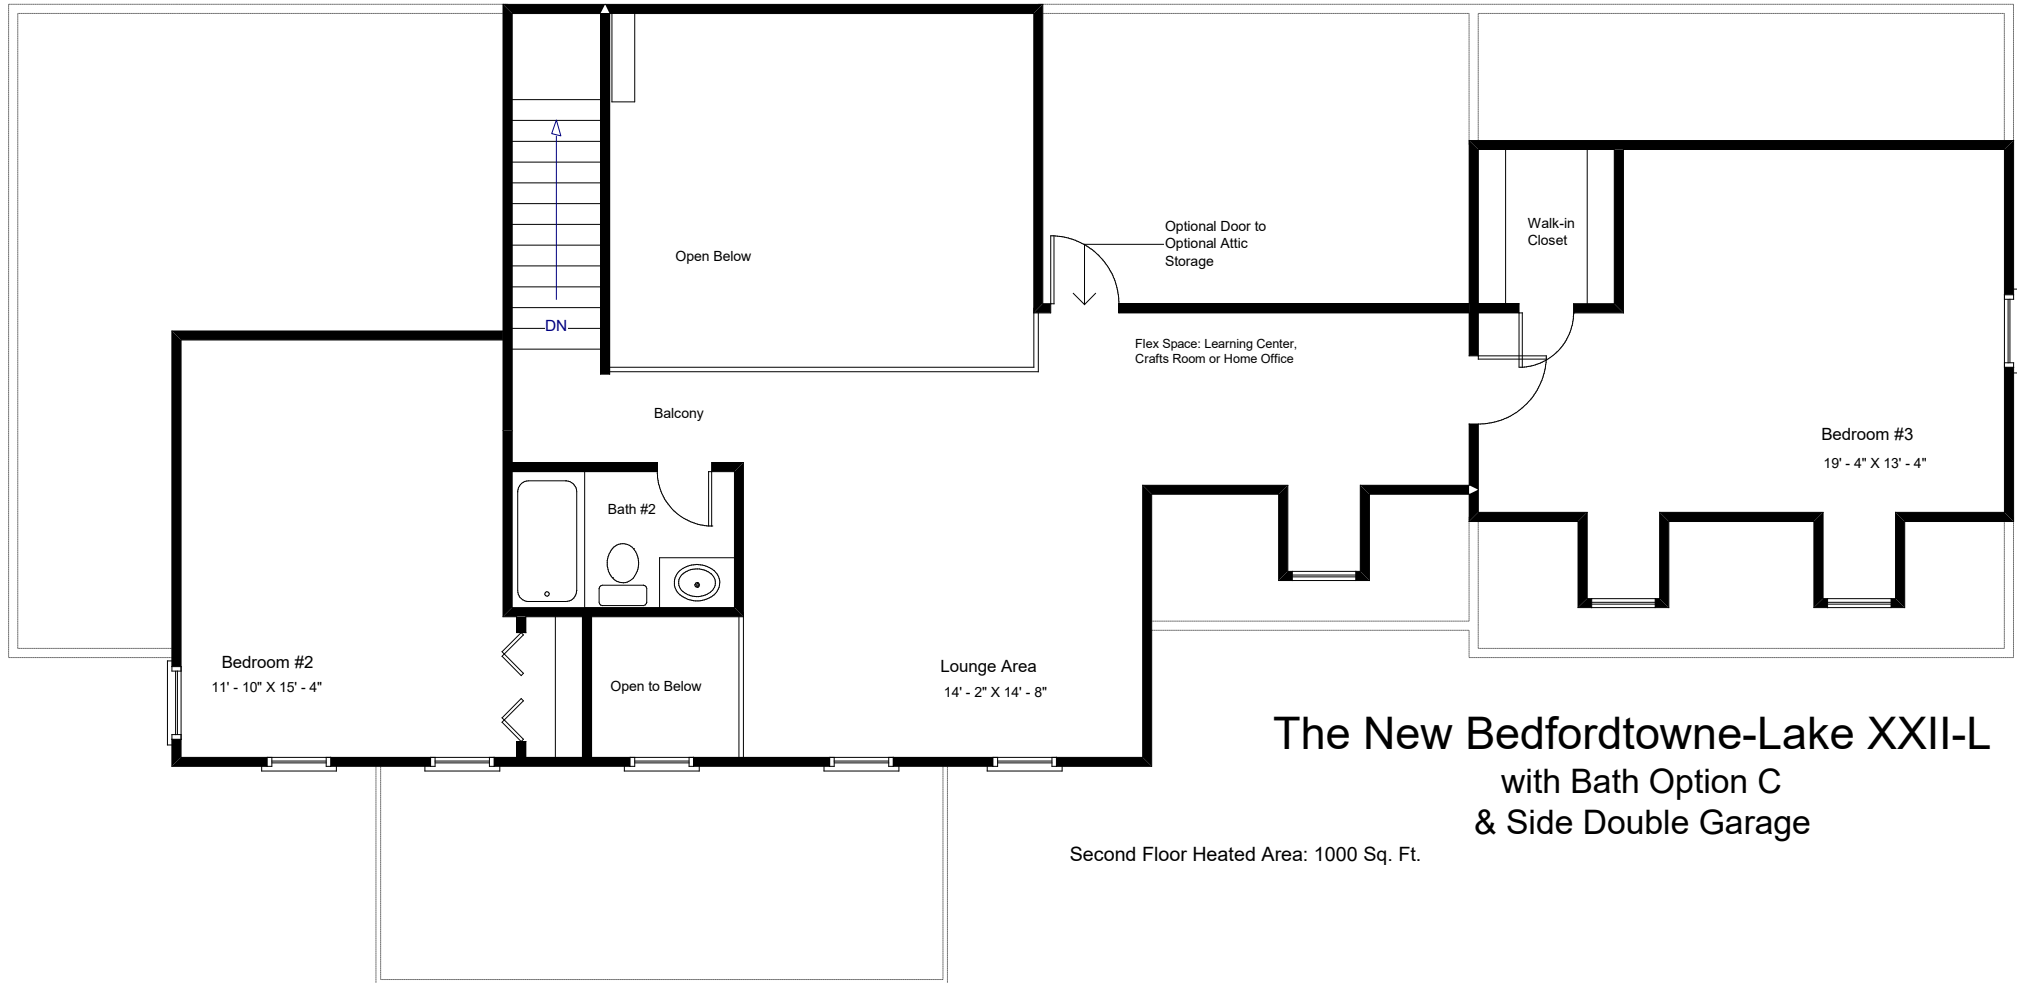 Optional Door to
Optional Attic
Storage
Walk-in
Closet
Open Below
DN
Flex Space: Learning Center,
Crafts Room or Home Office
Balcony
Bedroom #3
19' - 4" X 13' - 4"
Bath #2
Bedroom #2
11' - 10" X 15' - 4"
Open to Below
Lounge Area
14' - 2" X 14' - 8"
The New Bedfordtowne-Lake XXII-L
with Bath Option C
& Side Double Garage
Second Floor Heated Area: 1000 Sq. Ft.